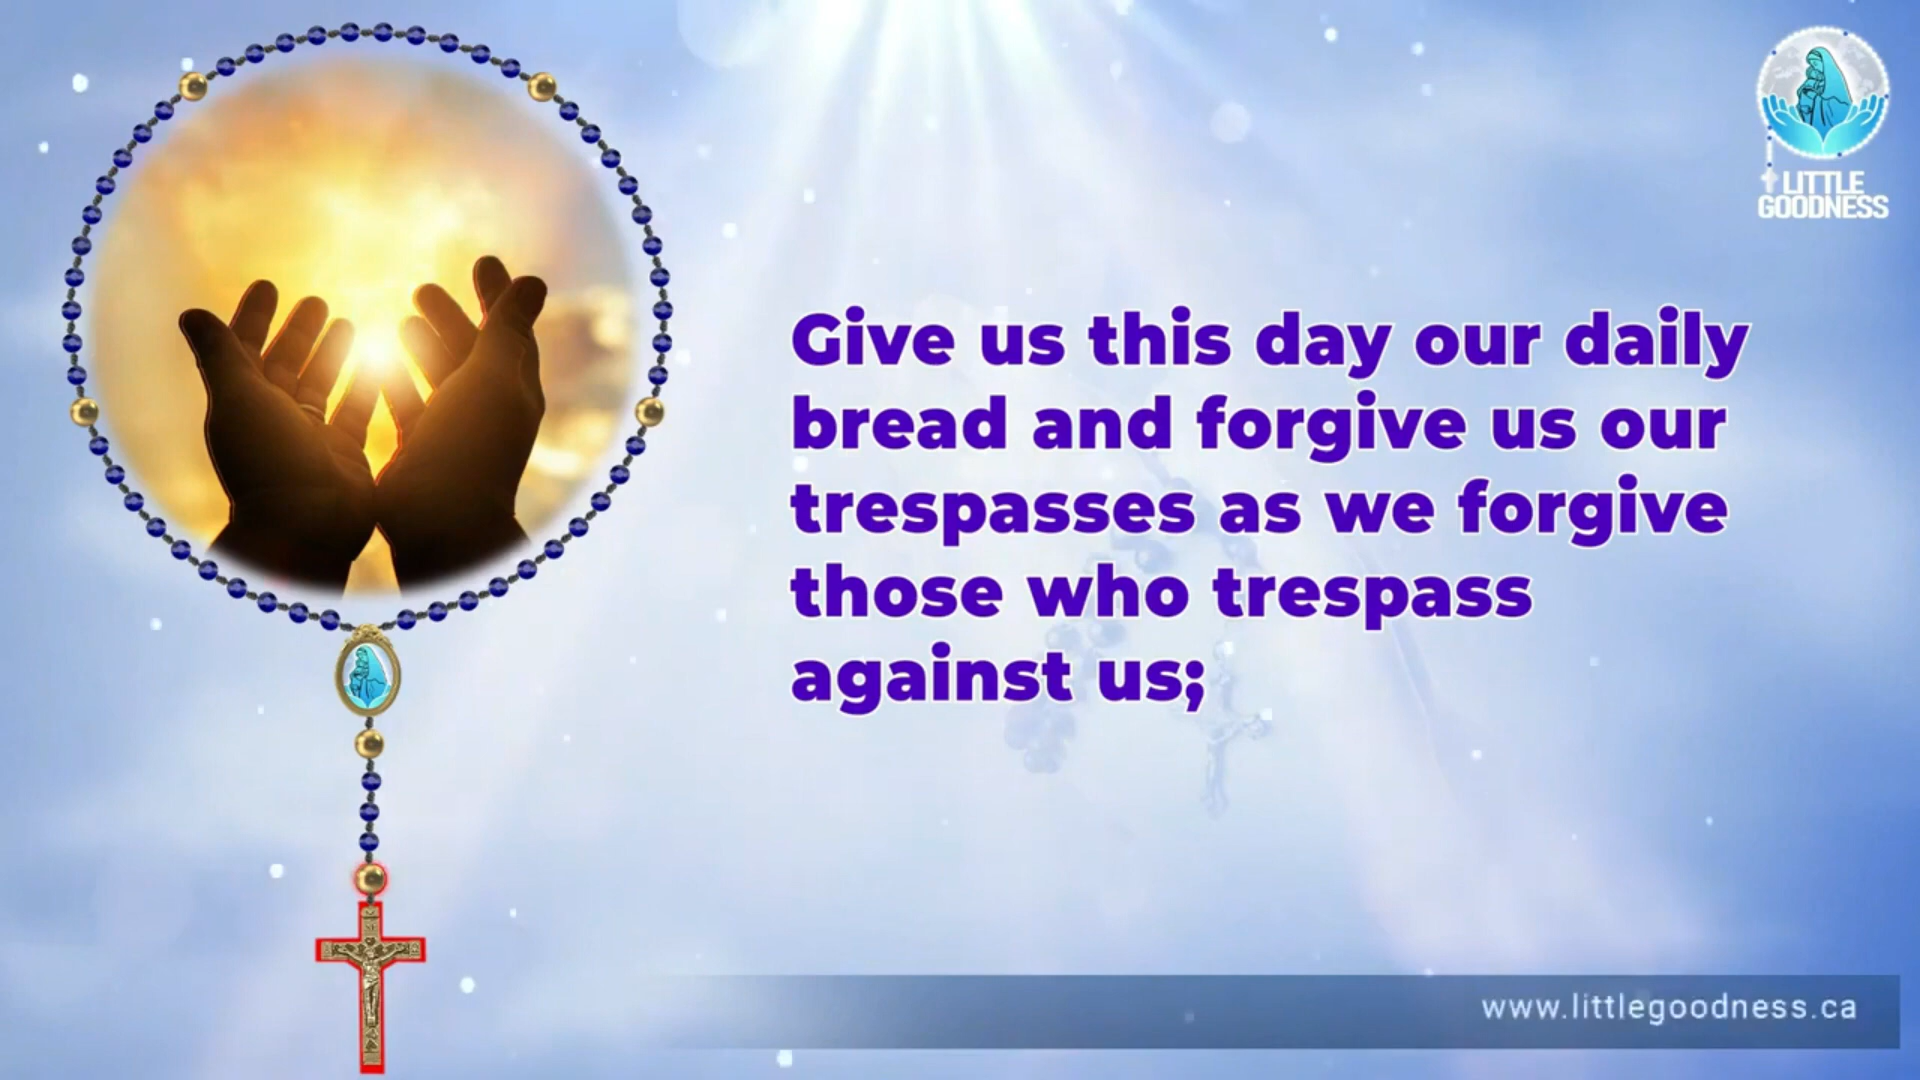 LITTLE
GOODNESS
Give us this day our daily
bread and forgive us our
trespasses as we forgive
those who trespass
against us;
www.littlegoodness.ca